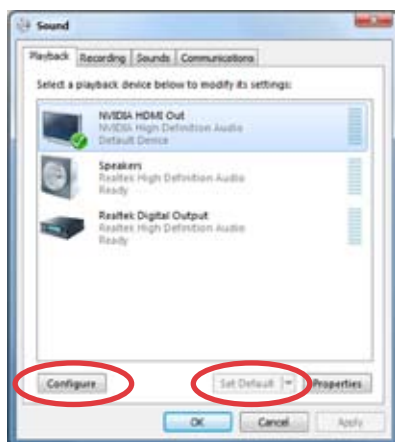 Sound
Playback Recording Sounds Communications
Select a playback device below to modify its settings:
NVIDIA HDMI Out
NVIDIA High Definition Audio
Default Device
Speakers
Realtek High Definition Audio
Ready
Realtek Digital Output
Realtek High Definition Audio
Ready
Configure Set Default Properties
OK Cancel Apply